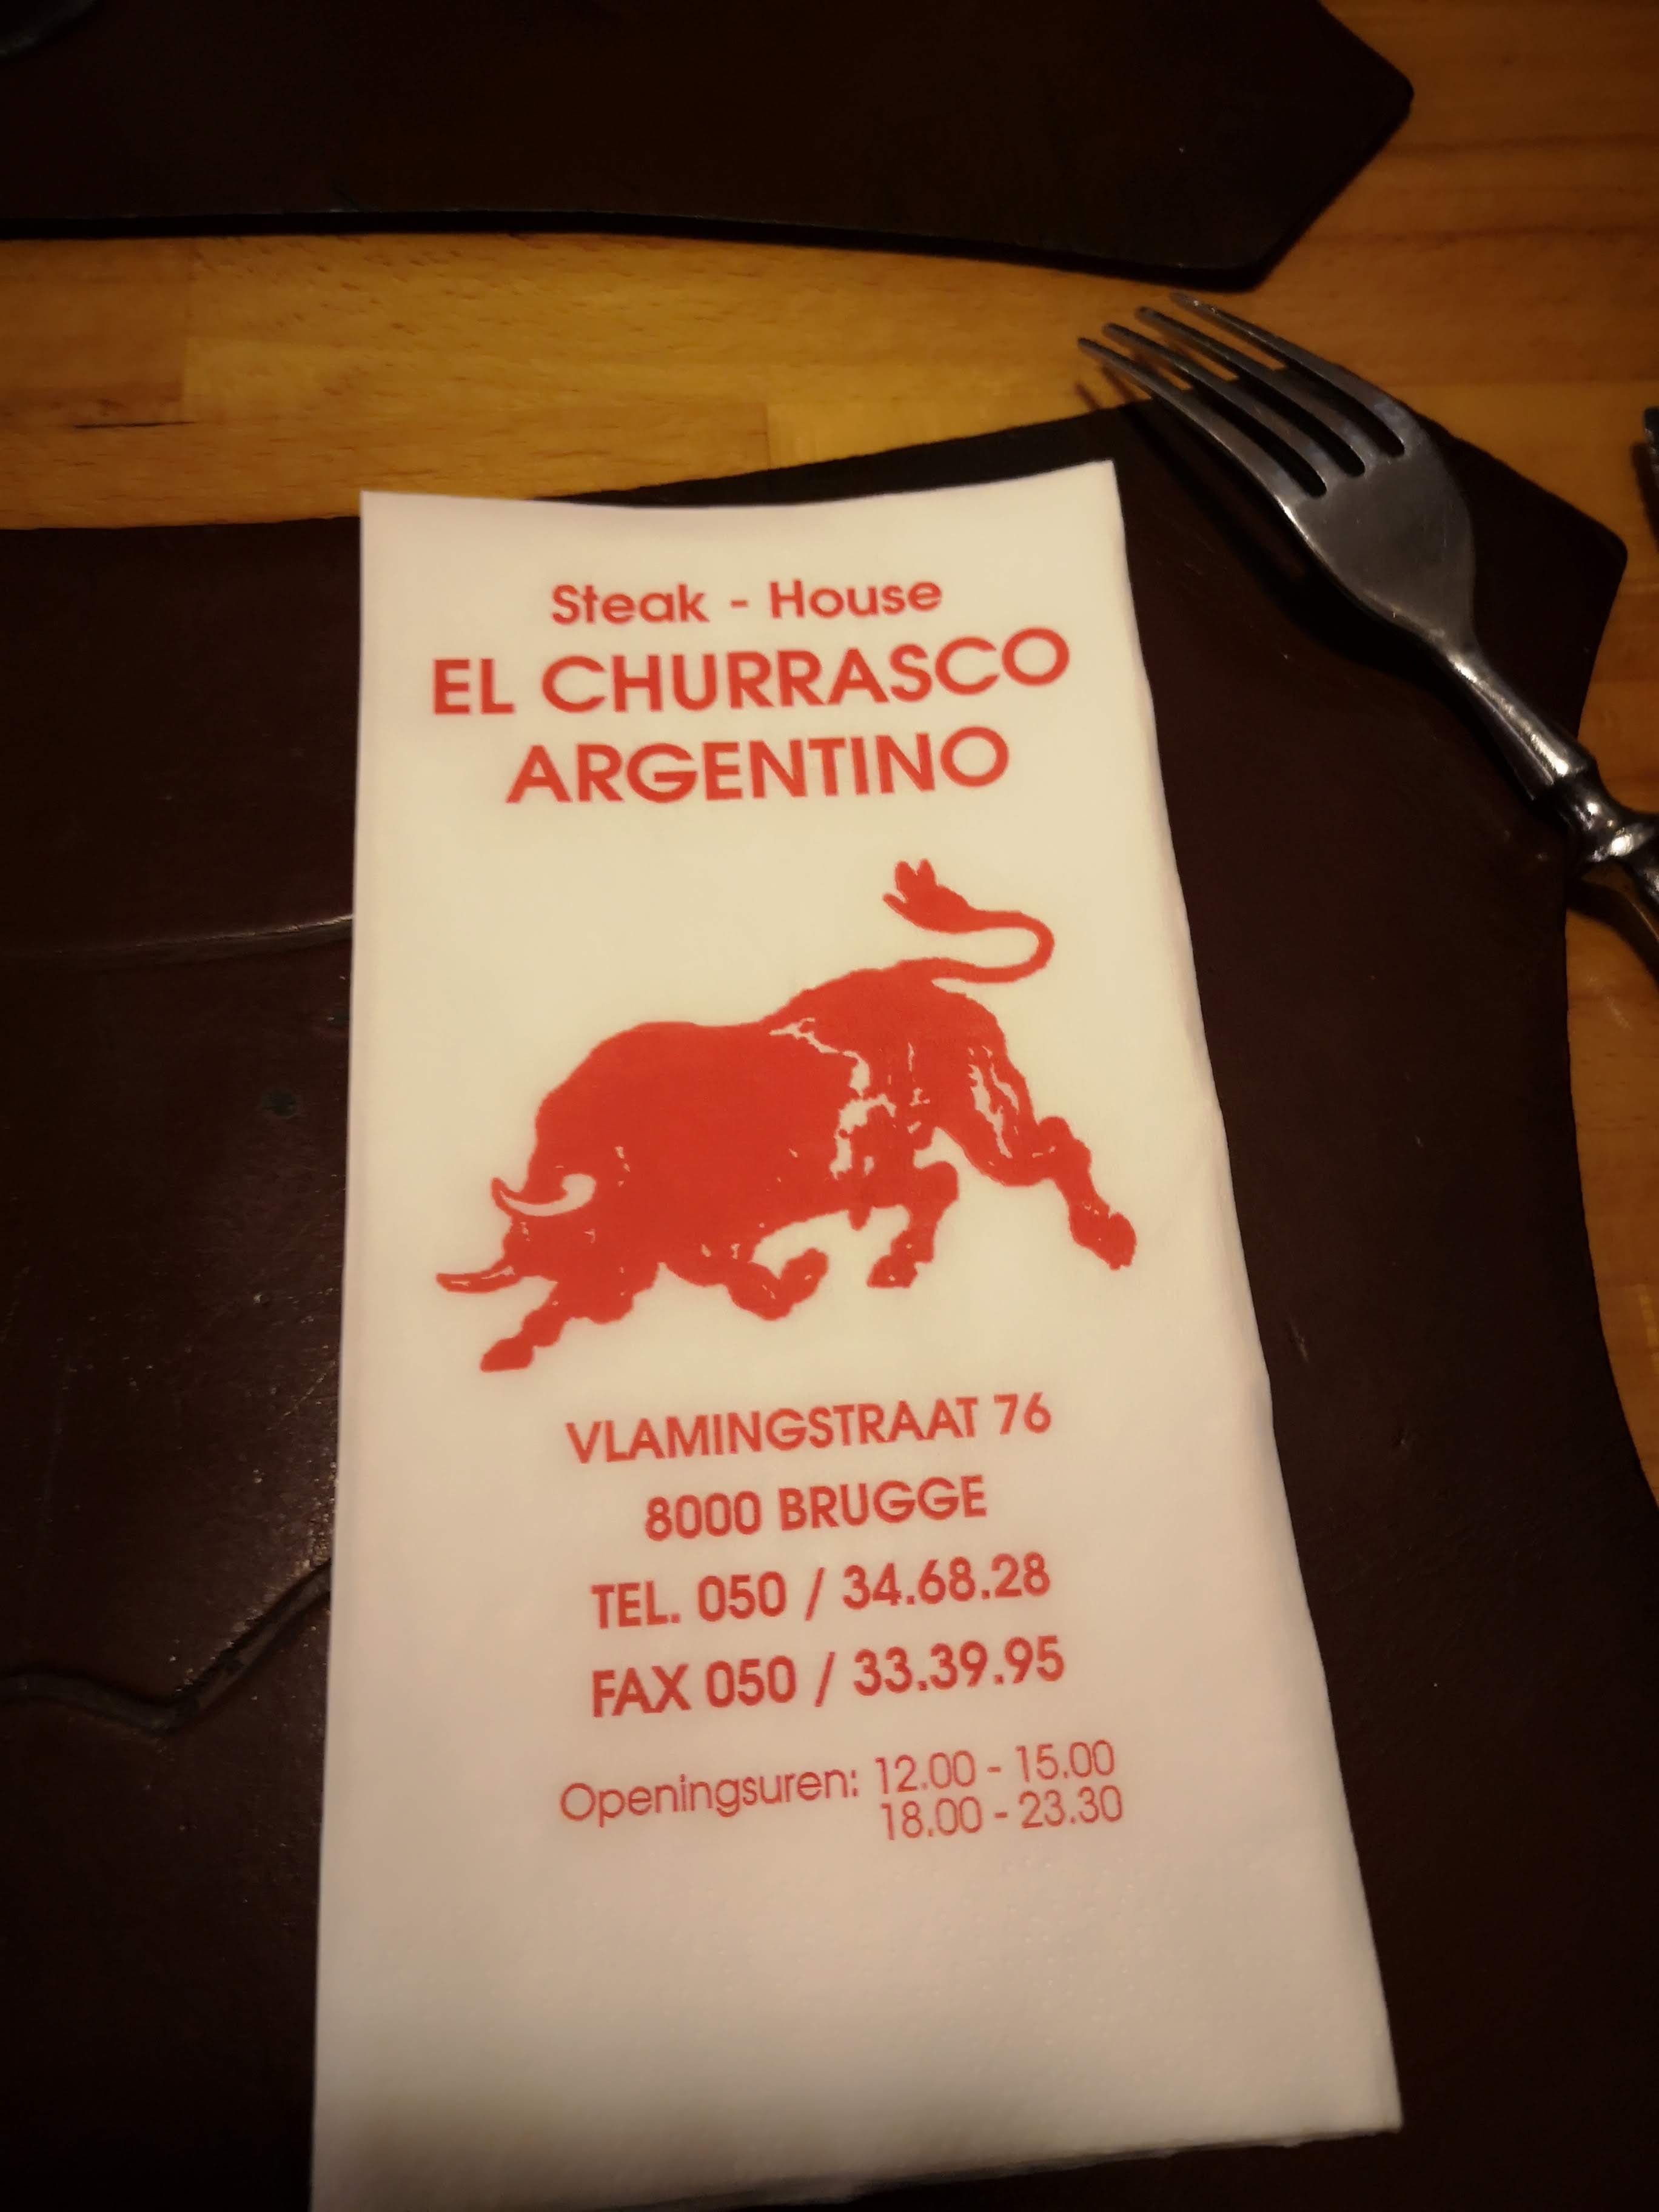 Steak - House
EL CHURRASCO
ARGENTINO
VLAMINGSTRAAT 76
8000 BRUGGE
TEL. 050 / 34.68.28
FAX 050 / 33.39.95
Openingsuren: 12.00 - 15.00
18.00 - 23.30